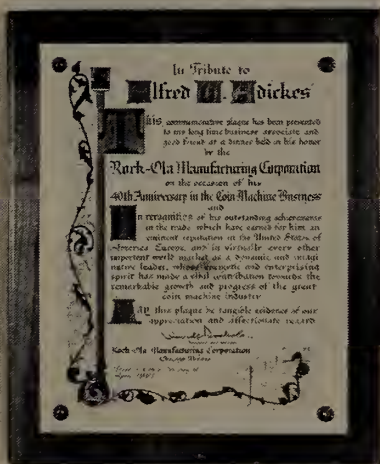 In Tribute to
Alfred W. Adickes
This commemorative plaque has been presented
to my long time business associate and
good friend at a dinner held in his honor
by the
Rock-Ola Manufacturing Corporation
on the occasion of his
40th Anniversary in the Coin Machine Business
and
In recognition of his outstanding achievements
in the trade which have earned for him an
eminent reputation in the United States of
America Europe, and in virtually every other
important world market as a dynamic and imagi
native leader, whose energetic and enterprising
spirit has made a vital contribution towards the
remarkable growth and progress of the great
coin machine industry
May this plaque be tangible evidence of our
appreciation and affectionate regard
Rock-Ola Manufacturing Corporation
Chicago Illinois